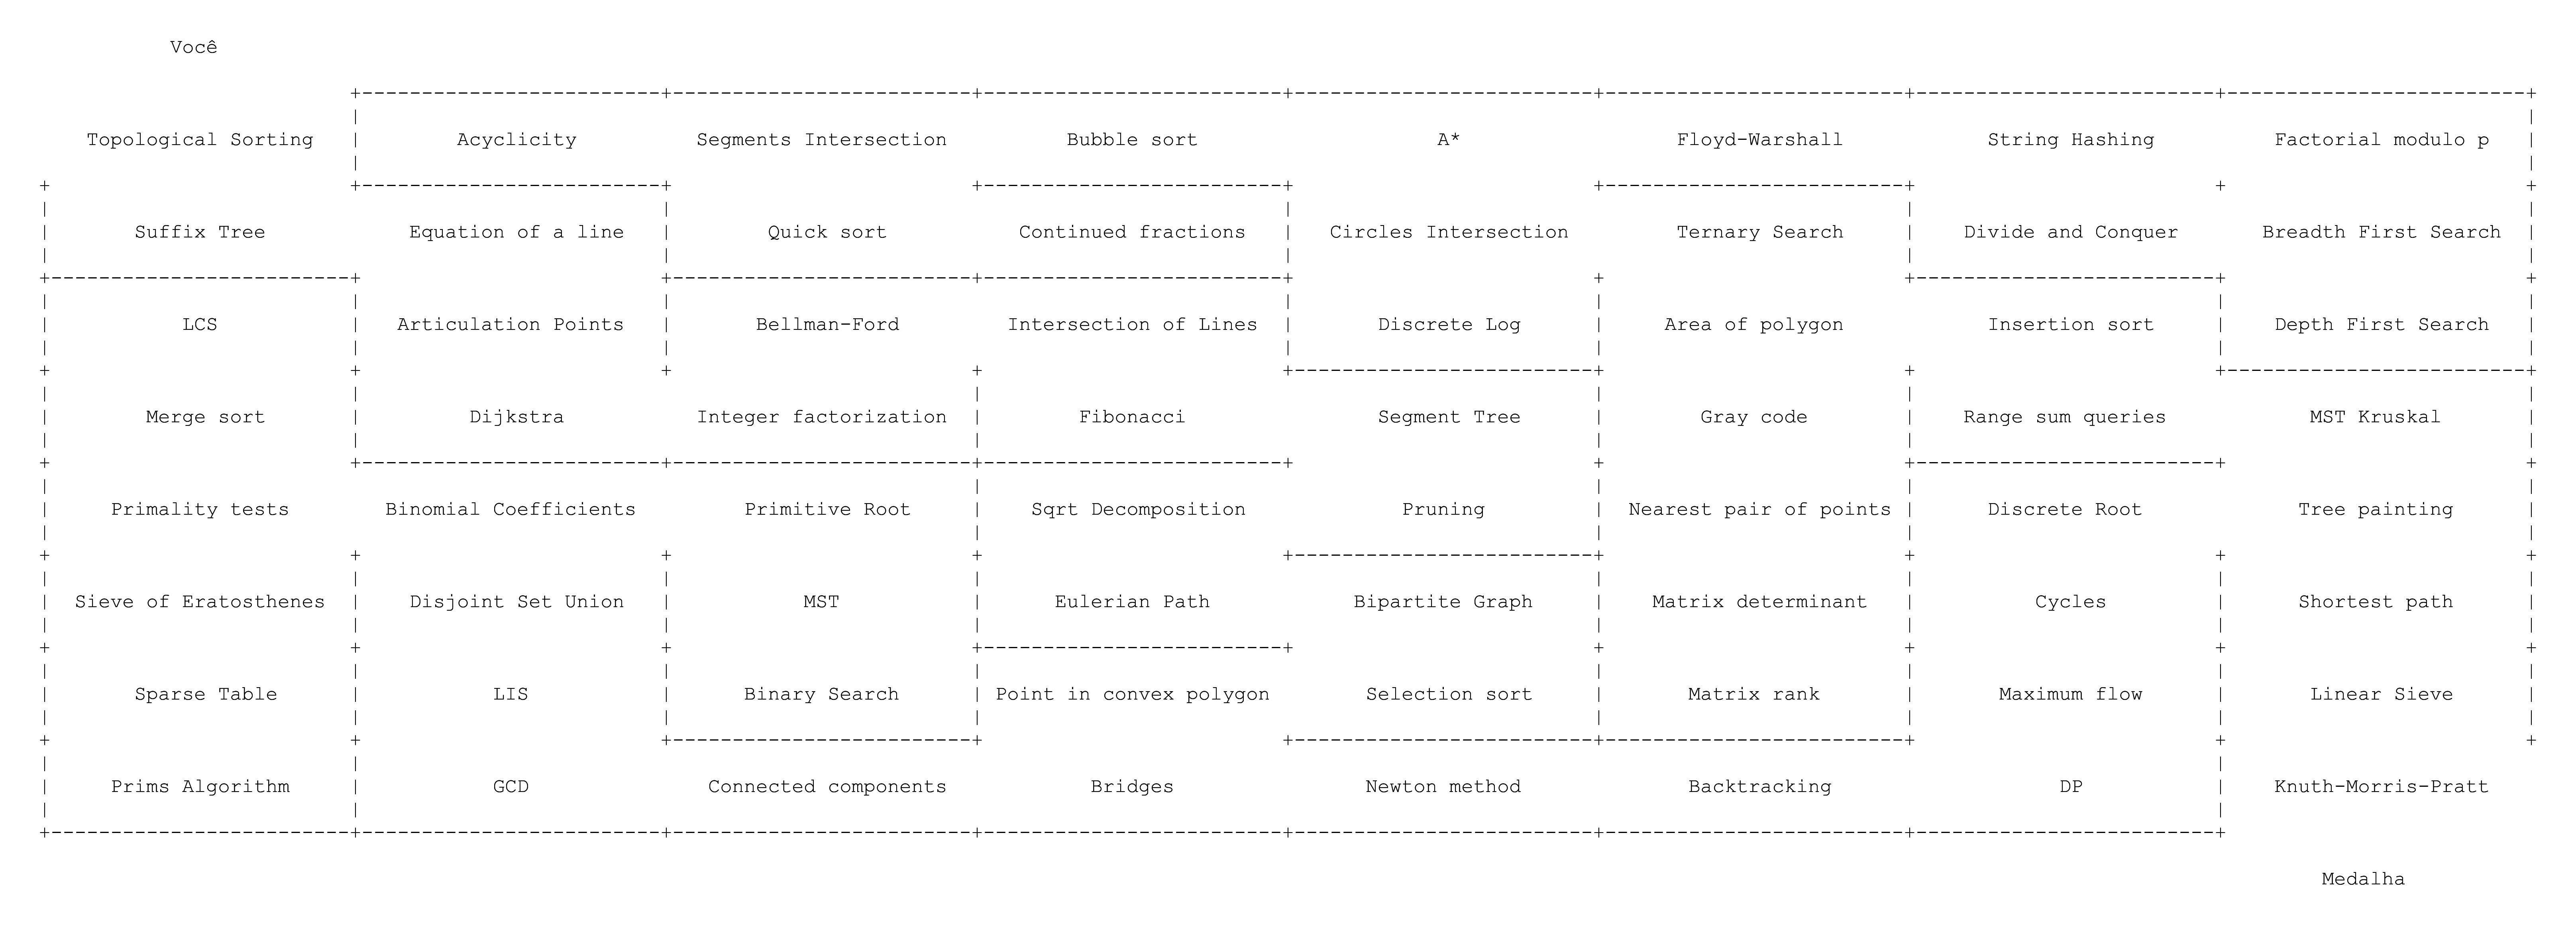 Você
Topological Sorting Acyclicity Segments Intersection Bubble sort A* Floyd-Warshall String Hashing Factorial modulo p
Suffix Tree Equation of a line Quick sort Continued fractions Circles Intersection Ternary Search Divide and Conquer Breadth First Search
LCS Articulation Points Bellman-Ford Intersection of Lines Discrete Log Area of polygon Insertion sort Depth First Search
Merge sort Dijkstra Integer factorization Fibonacci Segment Tree Gray code Range sum queries MST Kruskal
Primality tests Binomial Coefficients Primitive Root Sqrt Decomposition Pruning Nearest pair of points Discrete Root Tree painting
Sieve of Eratosthenes Disjoint Set Union MST Eulerian Path Bipartite Graph Matrix determinant Cycles Shortest path
Sparse Table LIS Binary Search Point in convex polygon Selection sort Matrix rank Maximum flow Linear Sieve
Prims Algorithm GCD Connected components Bridges Newton method Backtracking DP Knuth-Morris-Pratt
Medalha